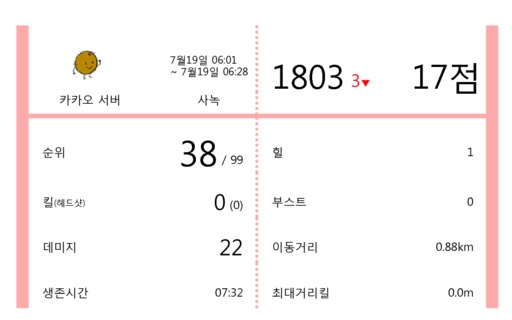 7월19일 06:01
~ 7월19일 06:28
카카오 서버
사녹
1803 3▼ 17점
순위 38 / 99
힐 1
킬(헤드샷) 0 (0)
부스트 0
데미지 22
이동거리 0.88km
생존시간 07:32
최대거리킬 0.0m